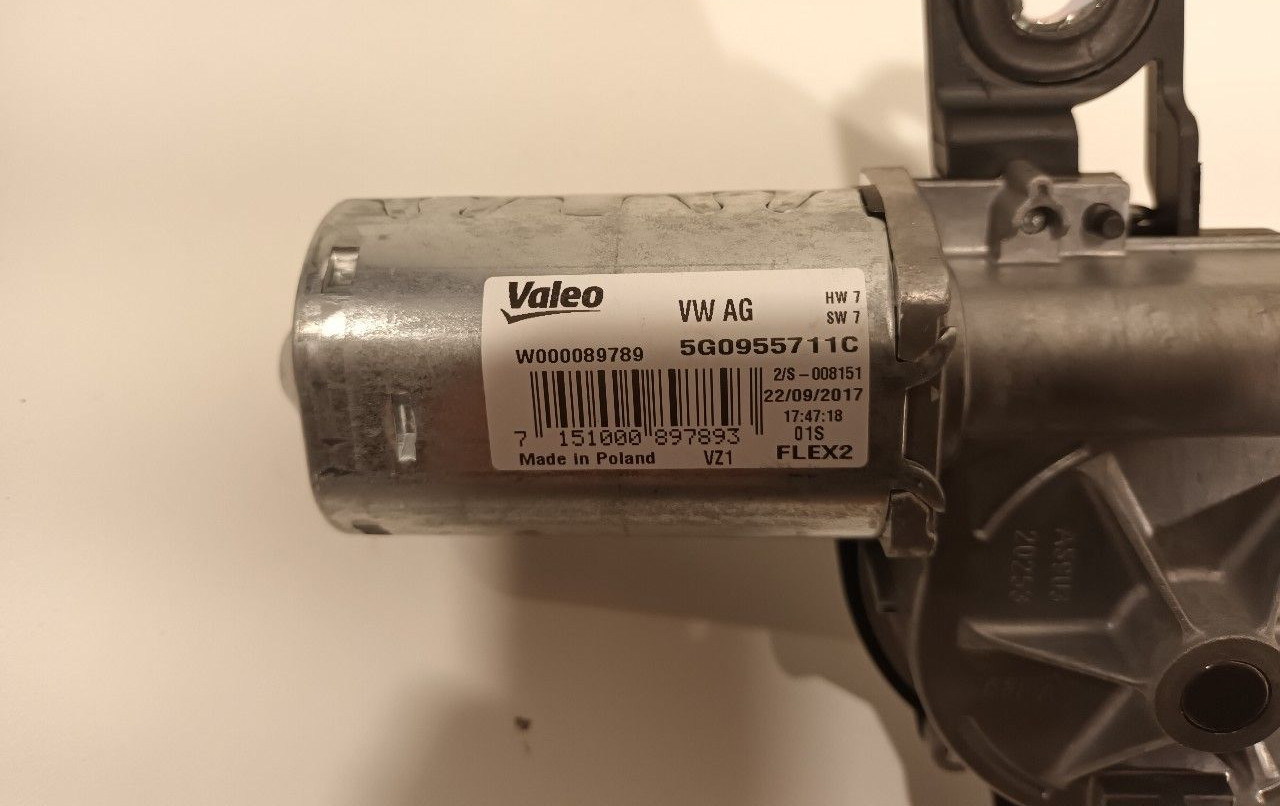 Valeo
VW AG
HW 7
SW 7
W000089789
5G0955711C
2/S-008151
22/09/2017
17:47:18
01S
7 151000 897893
Made in Poland
VZ1
FLEX2
20253